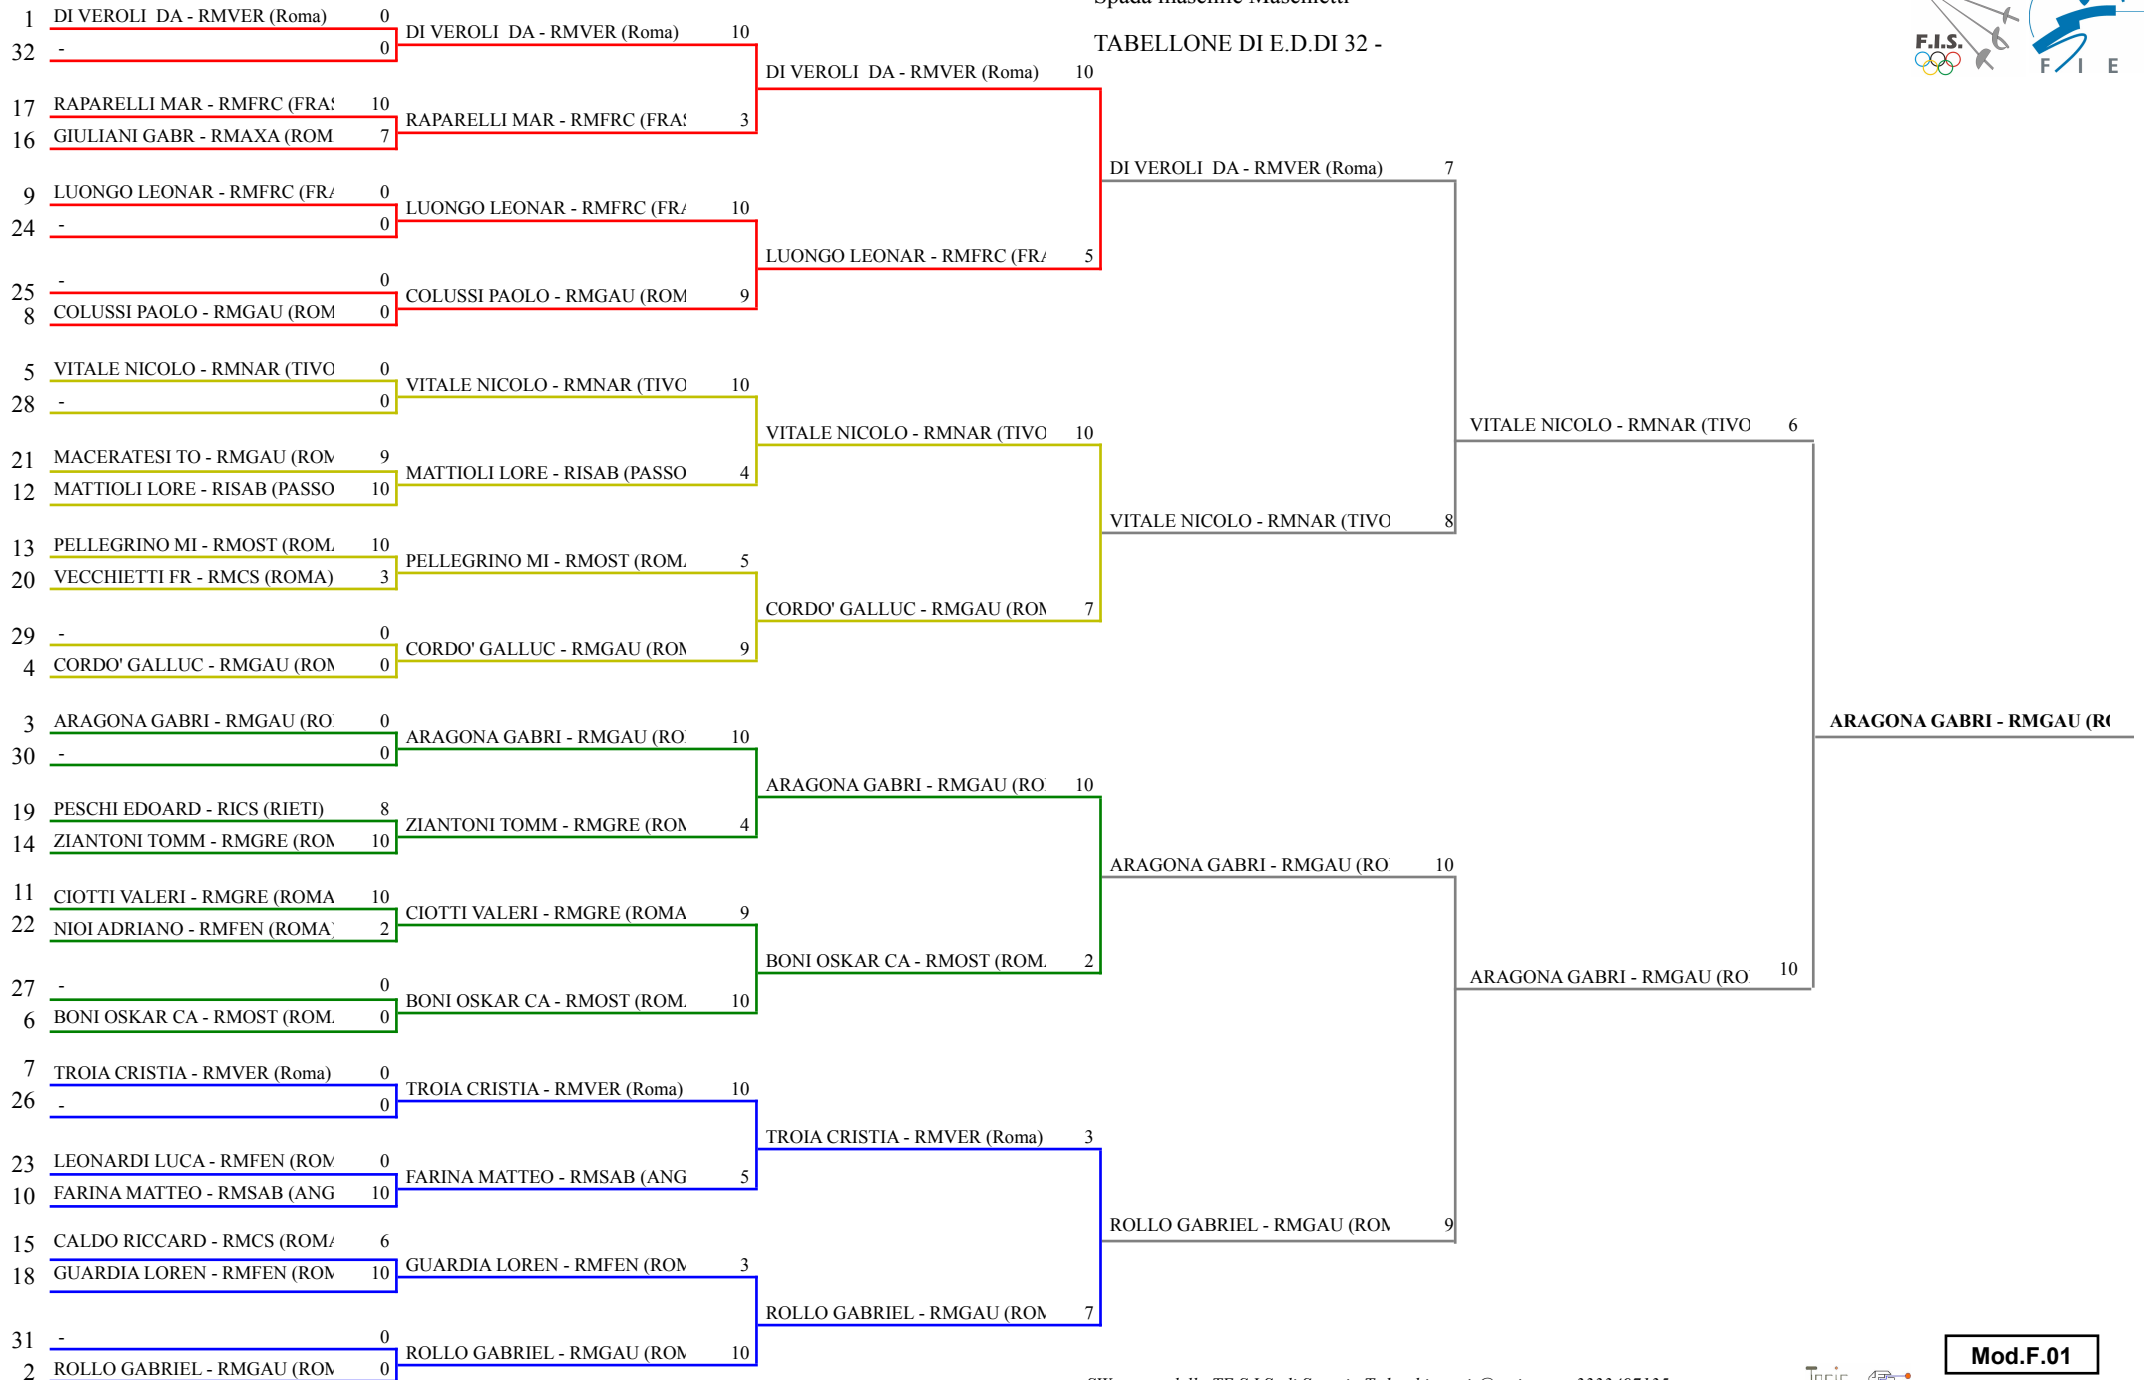 TABELLONE DI E.D.DI 32 -
F.I.S.
F I E
1 DI VEROLI DA - RMVER (Roma) 0
32 - 0
17 RAPARELLI MAR - RMFRC (FRA 10
16 GIULIANI GABR - RMAXA (ROM 7
9 LUONGO LEONAR - RMFRC (FR 0
24 - 0
25 - 0
8 COLUSSI PAOLO - RMGAU (ROM 0
5 VITALE NICOLO - RMNAR (TIVO 0
28 - 0
21 MACERATESI TO - RMGAU (ROM 9
12 MATTIOLI LORE - RISAB (PASSO 10
13 PELLEGRINO MI - RMOST (ROM 10
20 VECCHIETTI FR - RMCS (ROMA) 3
29 - 0
4 CORDO' GALLUC - RMGAU (ROM 0
3 ARAGONA GABRI - RMGAU (RO 0
30 - 0
19 PESCHI EDOARD - RICS (RIETI) 8
14 ZIANTONI TOMM - RMGRE (ROM 10
11 CIOTTI VALERI - RMGRE (ROMA 10
22 NIOI ADRIANO - RMFEN (ROMA) 2
27 - 0
6 BONI OSKAR CA - RMOST (ROM 0
7 TROIA CRISTIA - RMVER (Roma) 0
26 - 0
23 LEONARDI LUCA - RMFEN (ROM 0
10 FARINA MATTEO - RMSAB (ANG 10
15 CALDO RICCARD - RMCS (ROMA 6
18 GUARDIA LOREN - RMFEN (ROM 10
31 - 0
2 ROLLO GABRIEL - RMGAU (ROM 0
DI VEROLI DA - RMVER (Roma) 10
RAPARELLI MAR - RMFRC (FRA 3
LUONGO LEONAR - RMFRC (FR 10
COLUSSI PAOLO - RMGAU (ROM 9
VITALE NICOLO - RMNAR (TIVO 10
MATTIOLI LORE - RISAB (PASSO 4
PELLEGRINO MI - RMOST (ROM 5
CORDO' GALLUC - RMGAU (ROM 9
ARAGONA GABRI - RMGAU (RO 10
ZIANTONI TOMM - RMGRE (ROM 4
CIOTTI VALERI - RMGRE (ROMA 9
BONI OSKAR CA - RMOST (ROM 10
TROIA CRISTIA - RMVER (Roma) 10
FARINA MATTEO - RMSAB (ANG 5
GUARDIA LOREN - RMFEN (ROM 3
ROLLO GABRIEL - RMGAU (ROM 10
DI VEROLI DA - RMVER (Roma) 10
LUONGO LEONAR - RMFRC (FR 5
VITALE NICOLO - RMNAR (TIVO 10
CORDO' GALLUC - RMGAU (ROM 7
ARAGONA GABRI - RMGAU (RO 10
BONI OSKAR CA - RMOST (ROM 2
TROIA CRISTIA - RMVER (Roma) 3
ROLLO GABRIEL - RMGAU (ROM 7
DI VEROLI DA - RMVER (Roma) 7
VITALE NICOLO - RMNAR (TIVO 8
ARAGONA GABRI - RMGAU (RO 10
ROLLO GABRIEL - RMGAU (ROM 9
VITALE NICOLO - RMNAR (TIVO 6
ARAGONA GABRI - RMGAU (RO 10
ARAGONA GABRI - RMGAU (R
Mod.F.01